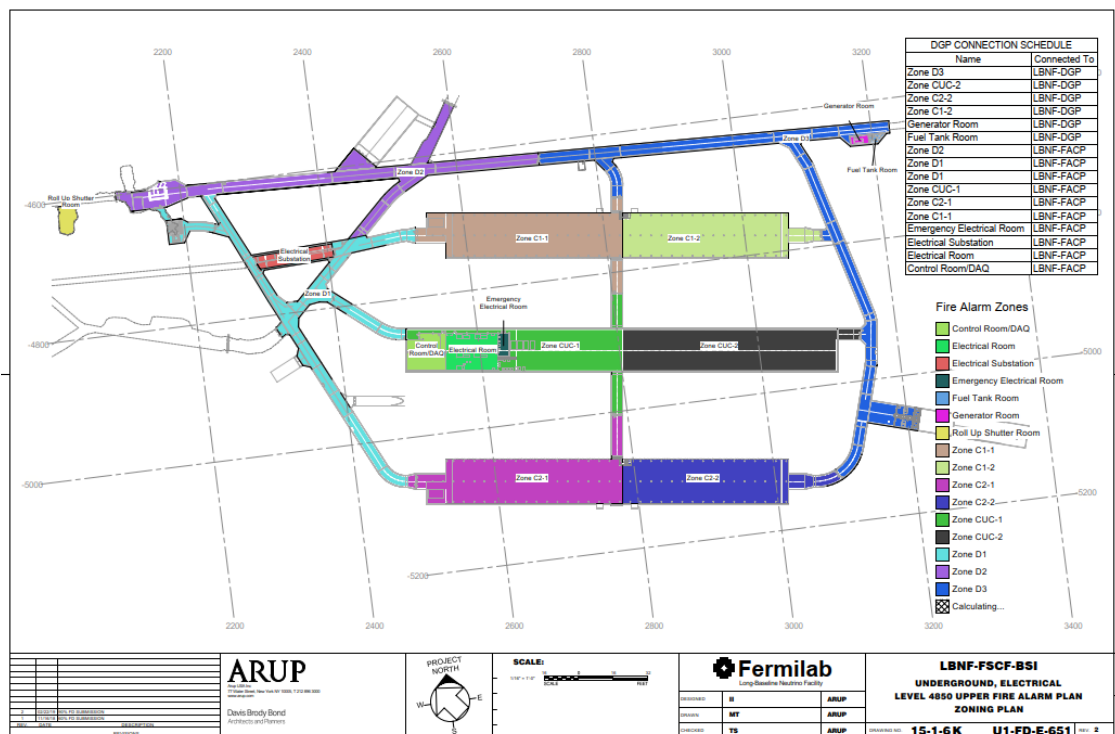 DGP CONNECTION SCHEDULE
Name Connected To
Zone D3 LBNF-DGP
Zone CUC-2 LBNF-DGP
Zone C2-2 LBNF-DGP
Zone C1-2 LBNF-DGP
Generator Room LBNF-DGP
Fuel Tank Room LBNF-DGP
Zone D2 LBNF-FACP
Zone D1 LBNF-FACP
Zone D1 LBNF-FACP
Zone CUC-1 LBNF-FACP
Zone C2-1 LBNF-FACP
Zone C1-1 LBNF-FACP
Emergency Electrical Room LBNF-FACP
Electrical Substation LBNF-FACP
Electrical Room LBNF-FACP
Control Room/DAQ LBNF-FACP
2200
2400
2600
2800
3000
3200
Generator Room
Zone D3
Fuel Tank Room
Zone D2
Roll Up Shutter
Room
-4600
Zone C1-1
Zone C1-2
Electrical
Substation
Zone D1
Emergency
Electrical Room
-4800
Control
Room/DAQ
Electrical Room
Zone CUC-1
Zone CUC-2
-5000
-5000
Zone C2-1
Zone C2-2
-5200
-5200
2200
2400
2600
2800
3000
3200
3400
Fire Alarm Zones
Control Room/DAQ
Electrical Room
Electrical Substation
Emergency Electrical Room
Fuel Tank Room
Generator Room
Roll Up Shutter Room
Zone C1-1
Zone C1-2
Zone C2-1
Zone C2-2
Zone CUC-1
Zone CUC-2
Zone D1
Zone D2
Zone D3
Calculating...
REV. DATE DESCRIPTION
ARUP
Davis Brody Bond
Architects and Planners
PROJECT
NORTH
W
E
S
SCALE:
SCALE FEET
Fermilab
Long-Baseline Neutrino Facility
DESIGNED II ARUP
DRAWN MT ARUP
CHECKED TS ARUP
LBNF-FSCF-BSI
UNDERGROUND, ELECTRICAL
LEVEL 4850 UPPER FIRE ALARM PLAN
ZONING PLAN
DRAWING NO. 15-1-6 K U1-FD-E-651 REV. 2